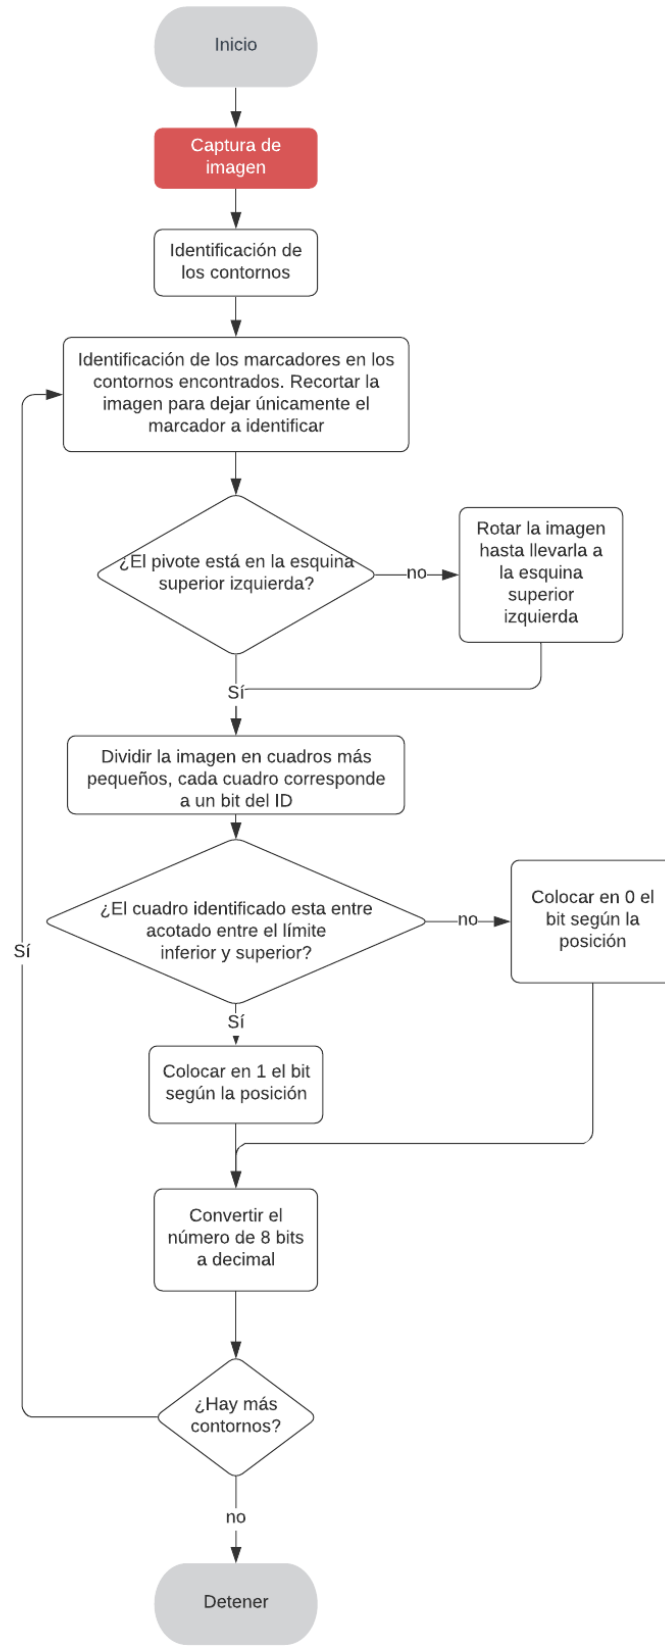 Inicio
Captura de
imagen
Identificación de
los contornos
Identificación de los marcadores en los
contornos encontrados. Recortar la
imagen para dejar únicamente el
marcador a identificar
¿El pivote está en la esquina
superior izquierda?
no
Rotar la imagen
hasta llevarla a
la esquina
superior
izquierda
Sí
Dividir la imagen en cuadros más
pequeños, cada cuadro corresponde
a un bit del ID
¿El cuadro identificado esta entre
acotado entre el límite
inferior y superior?
no
Colocar en 0 el
bit según la
posición
Sí
Sí
Colocar en 1 el bit
según la posición
Convertir el
número de 8 bits
a decimal
¿Hay más
contornos?
no
Detener